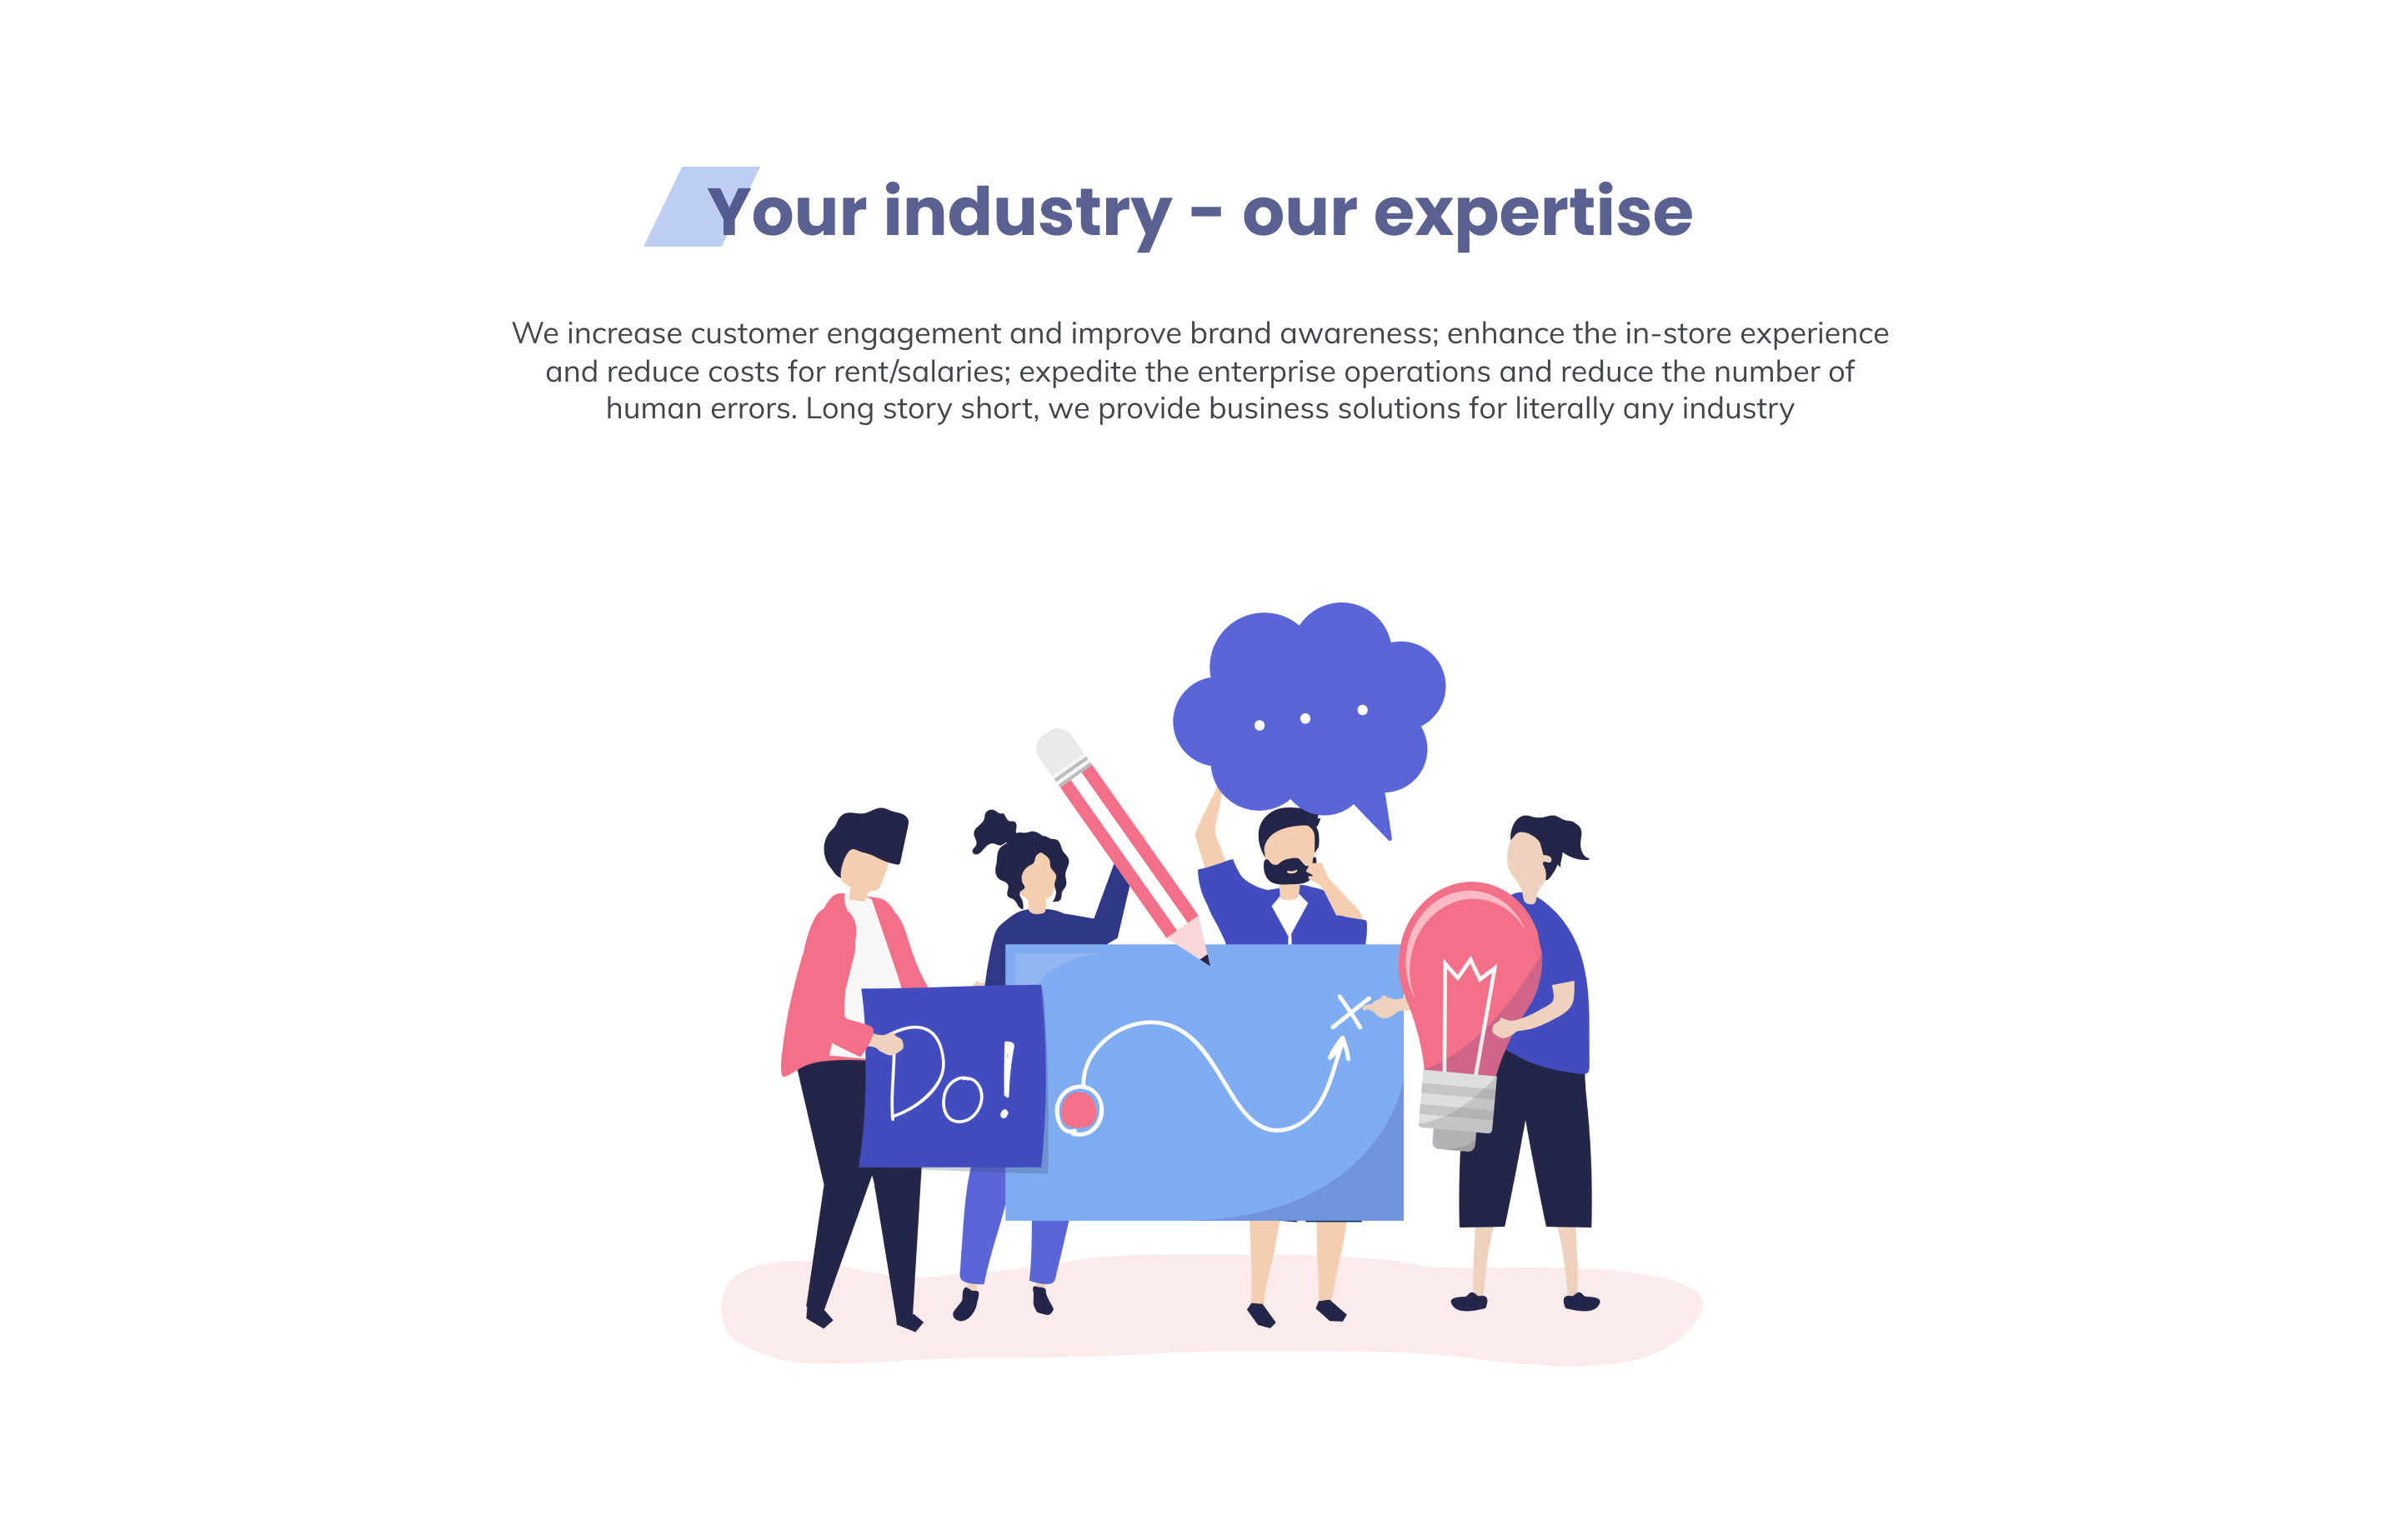 Your industry – our expertise
We increase customer engagement and improve brand awareness; enhance the in-store experience
and reduce costs for rent/salaries; expedite the enterprise operations and reduce the number of
human errors. Long story short, we provide business solutions for literally any industry
Do!